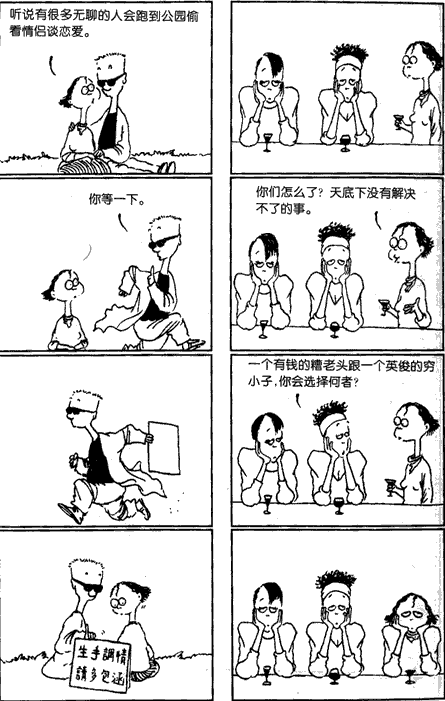 听说有很多无聊的人会跑到公园偷
看情侣谈恋爱。
你等一下。
生手調情
請多包涵
你们怎么了？天底下没有解决
不了的事。
一个有钱的糟老头跟一个英俊的穷
小子，你会选择何者？